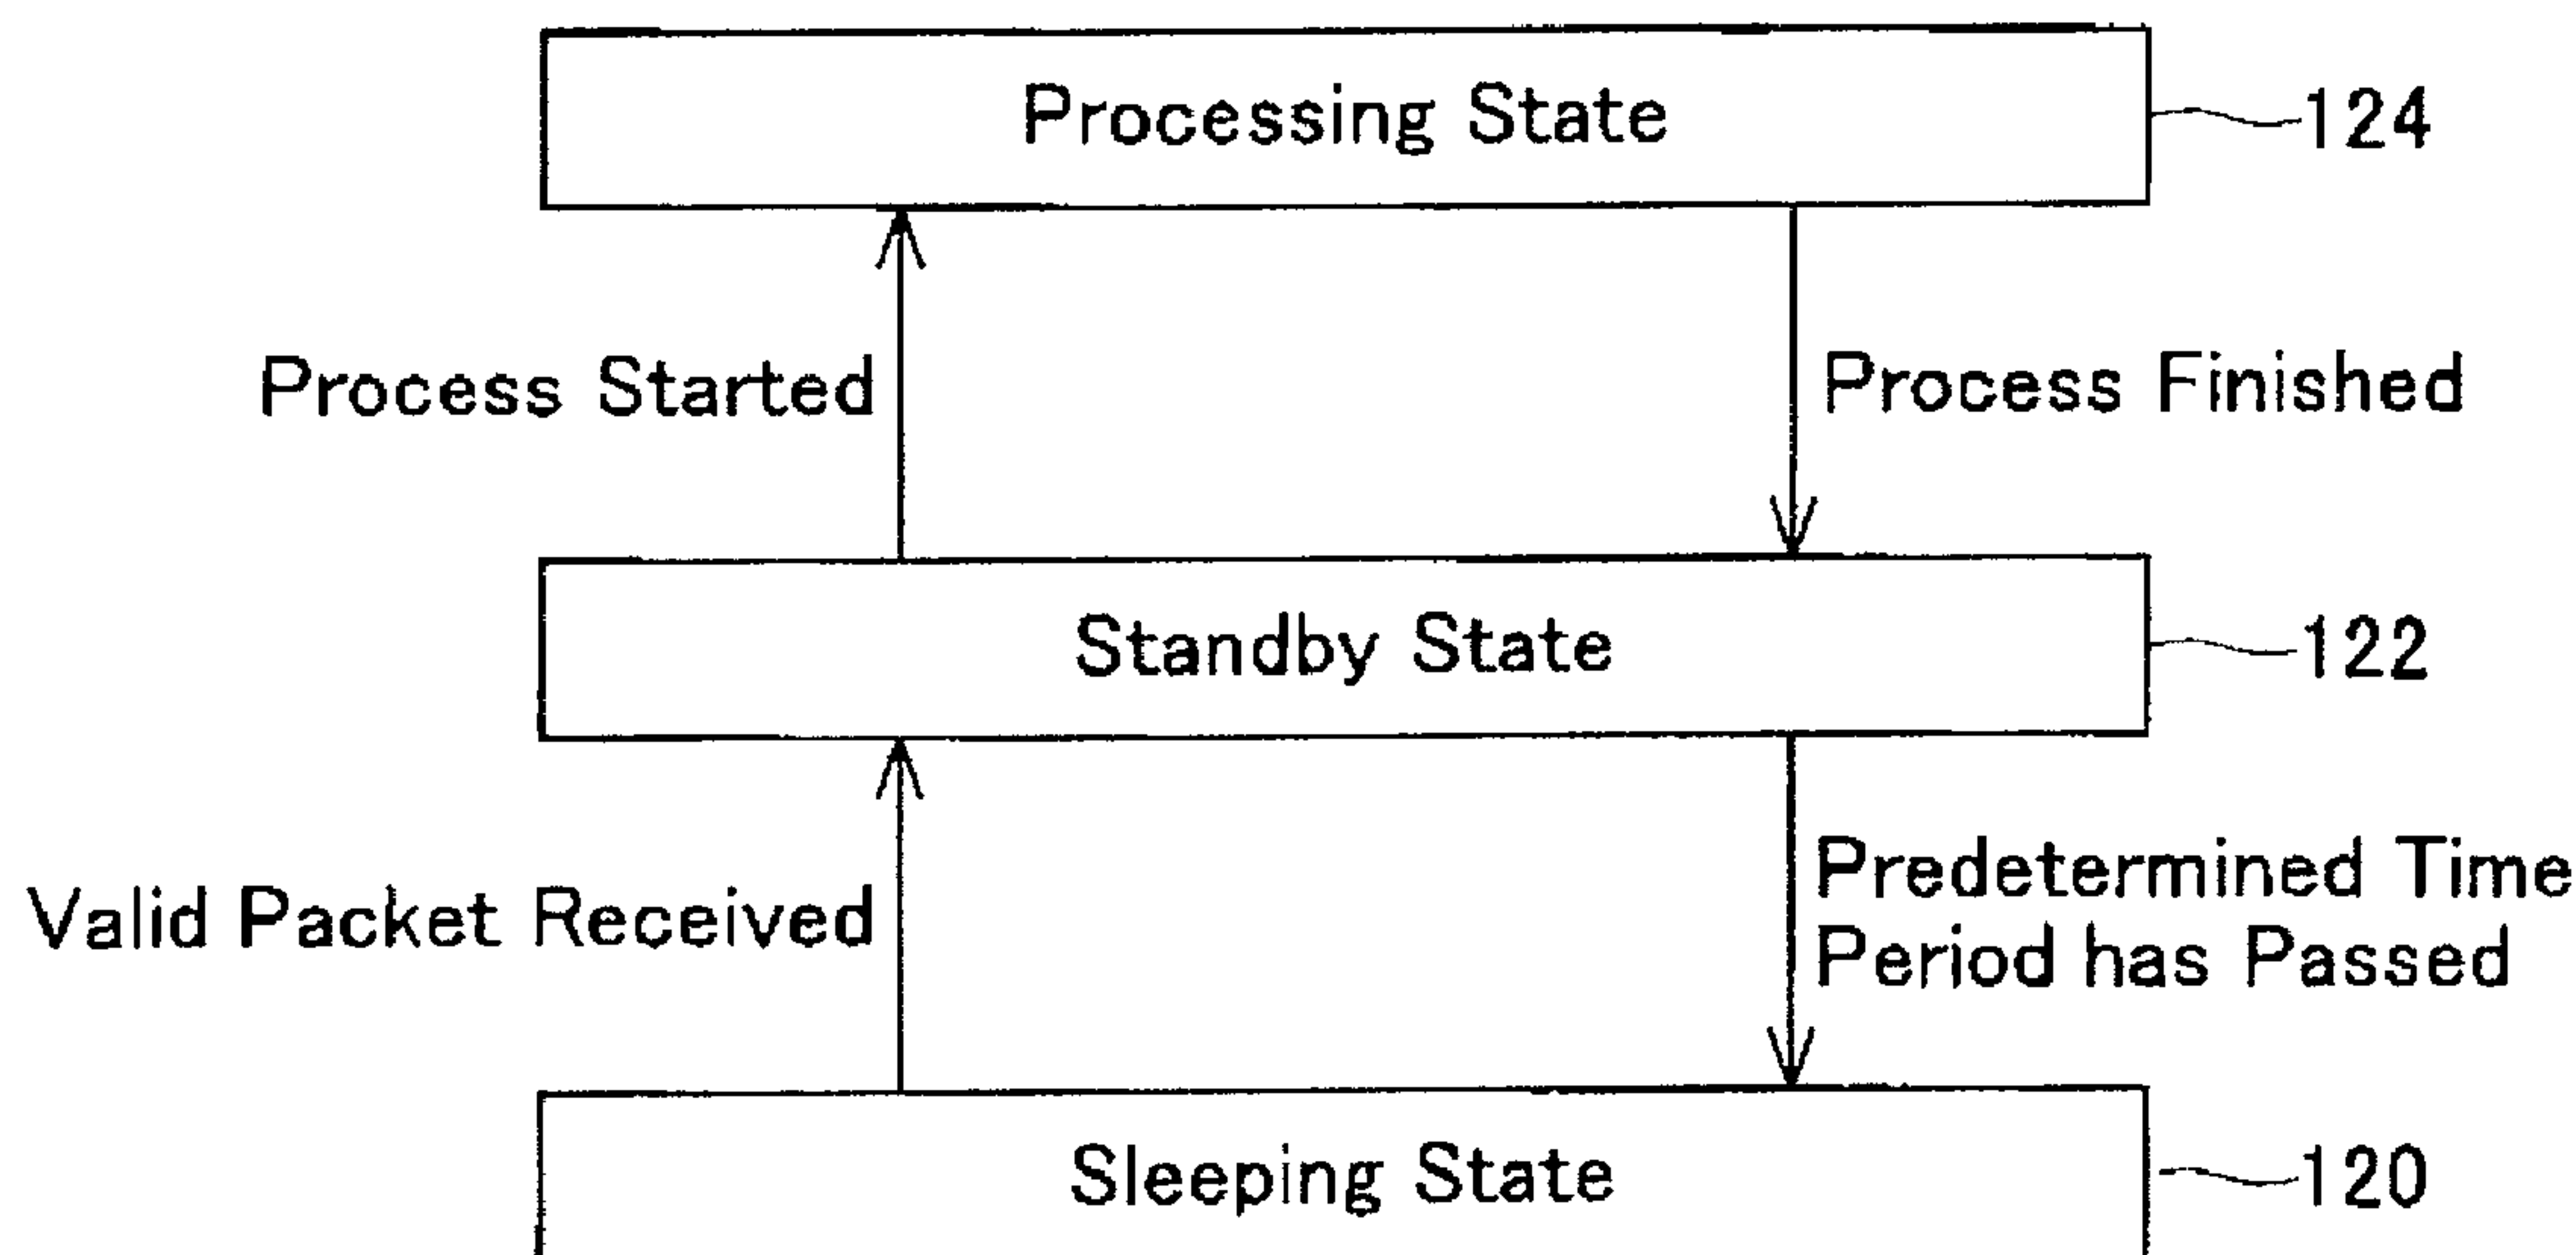 Processing State
124
Process Started
Process Finished
Standby State
122
Valid Packet Received
Predetermined Time
Period has Passed
Sleeping State
120